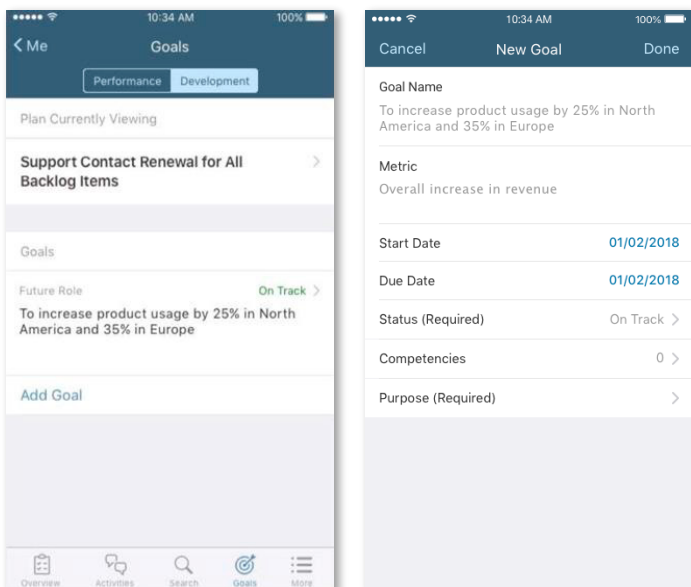 10:34 AM 100%
Me Goals
Performance Development
Plan Currently Viewing
Support Contact Renewal for All
Backlog Items
Goals
Future Role On Track
To increase product usage by 25% in North
America and 35% in Europe
Add Goal
Overview Activities Search Goals More
10:34 AM 100%
Cancel New Goal Done
Goal Name
To increase product usage by 25% in North
America and 35% in Europe
Metric
Overall increase in revenue
Start Date 01/02/2018
Due Date 01/02/2018
Status (Required) On Track
Competencies 0
Purpose (Required)